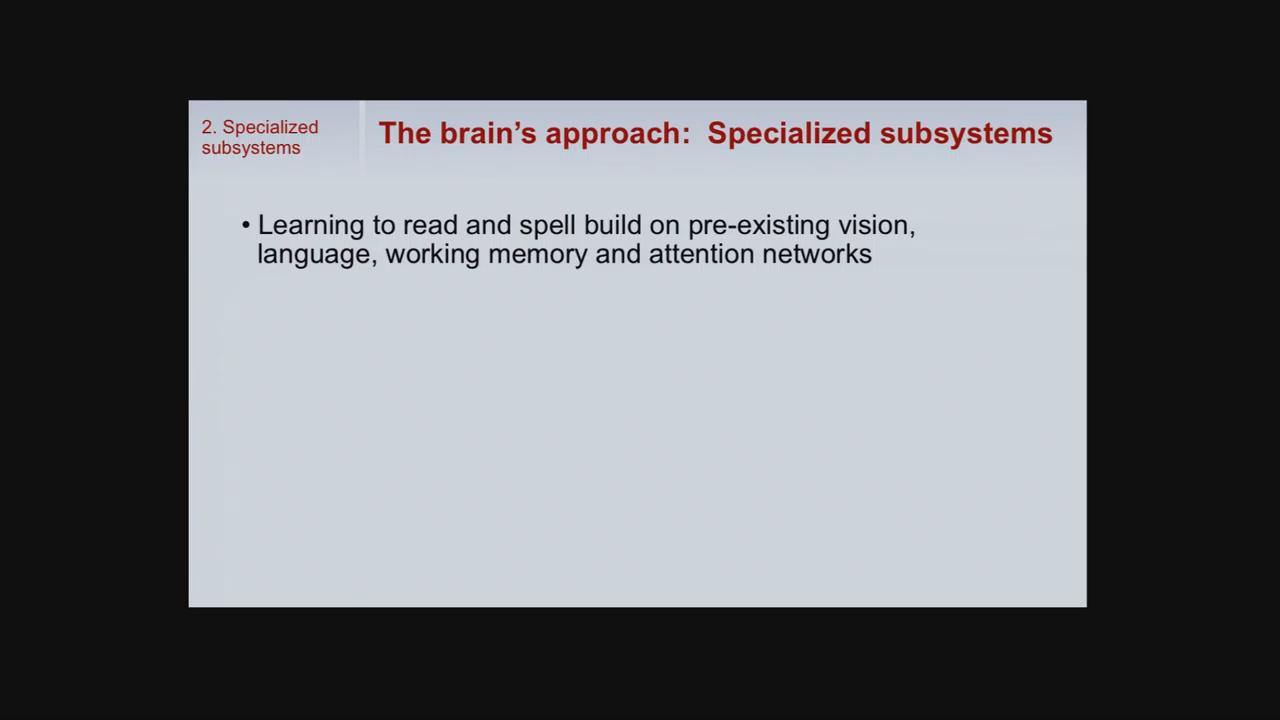 2. Specialized
subsystems
The brain's approach:  Specialized subsystems
• Learning to read and spell build on pre-existing vision,
language, working memory and attention networks